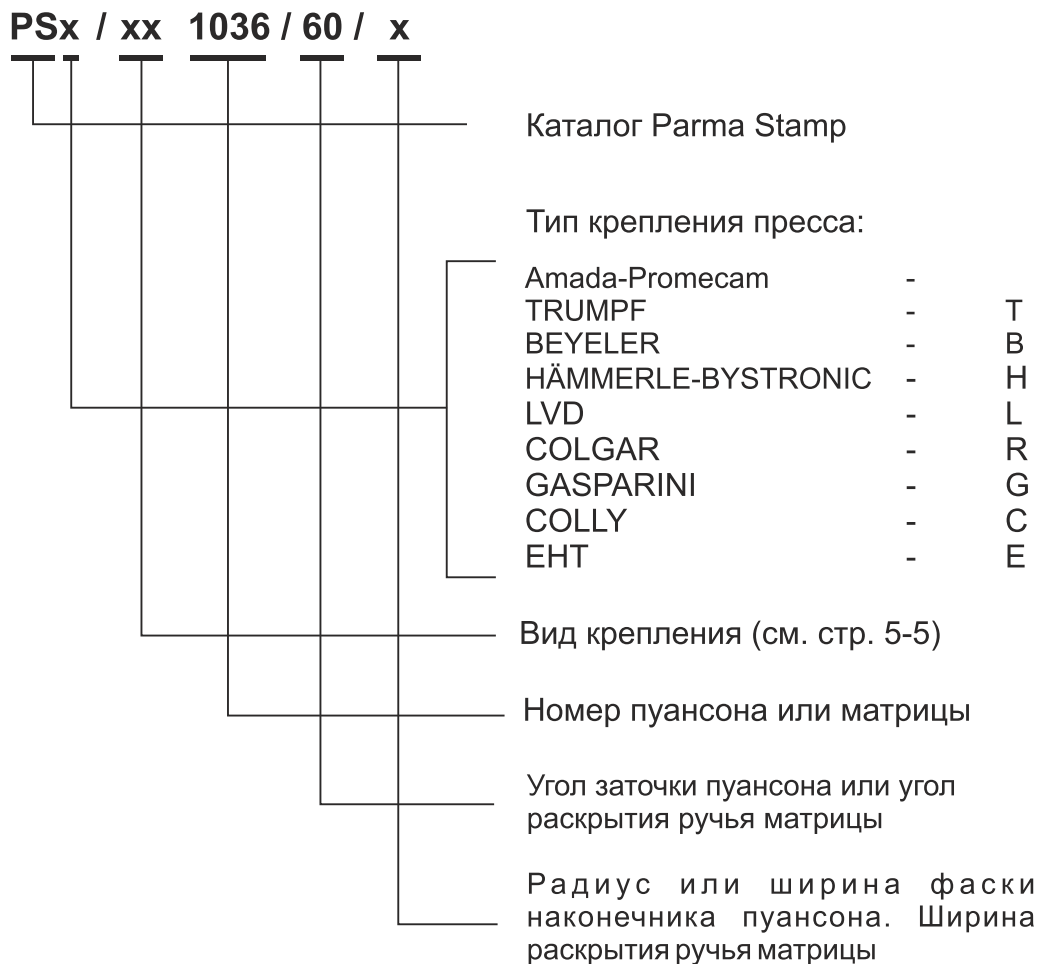 PSx / xx 1036 / 60 / x
Каталог Parma Stamp
Тип крепления пресса:
Amada-Promecam -
TRUMPF - T
BEYELER - B
HÄMMERLE-BYSTRONIC - H
LVD - L
COLGAR - R
GASPARINI - G
COLLY - C
EHT - E
Вид крепления (см. стр. 5-5)
Номер пуансона или матрицы
Угол заточки пуансона или угол
раскрытия ручья матрицы
Радиус или ширина фаски
наконечника пуансона. Ширина
раскрытия ручья матрицы